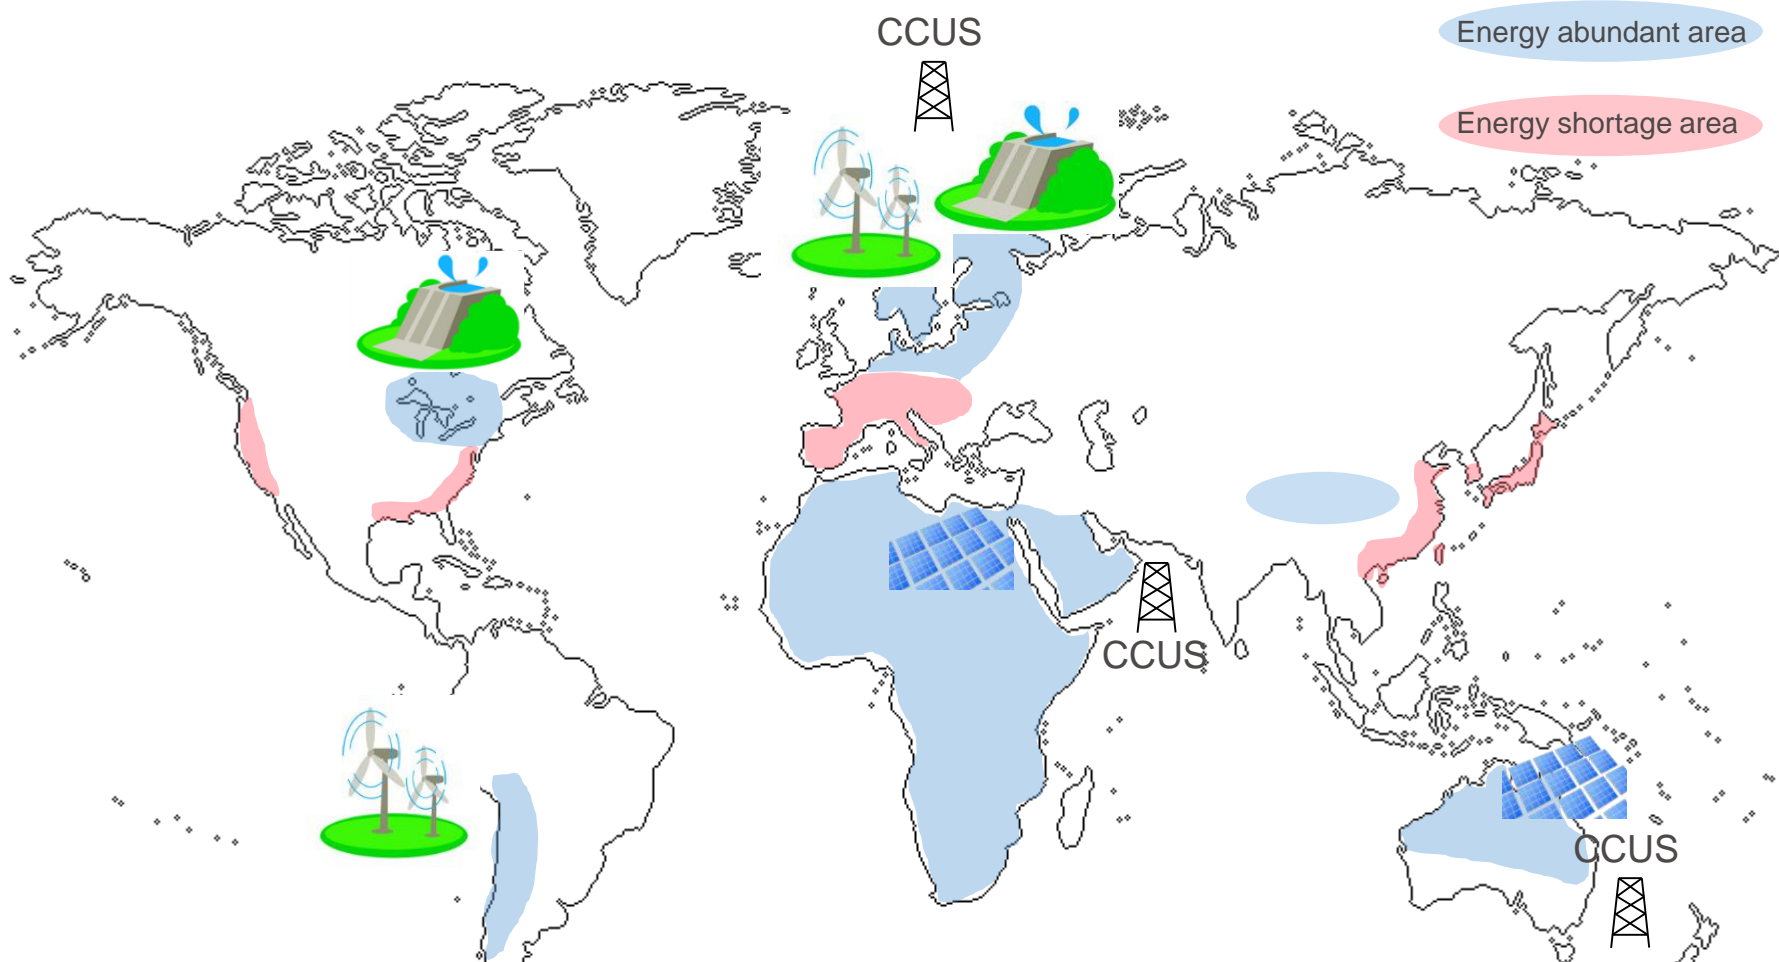 CCUS
Energy abundant area
Energy shortage area
CCUS
CCUS